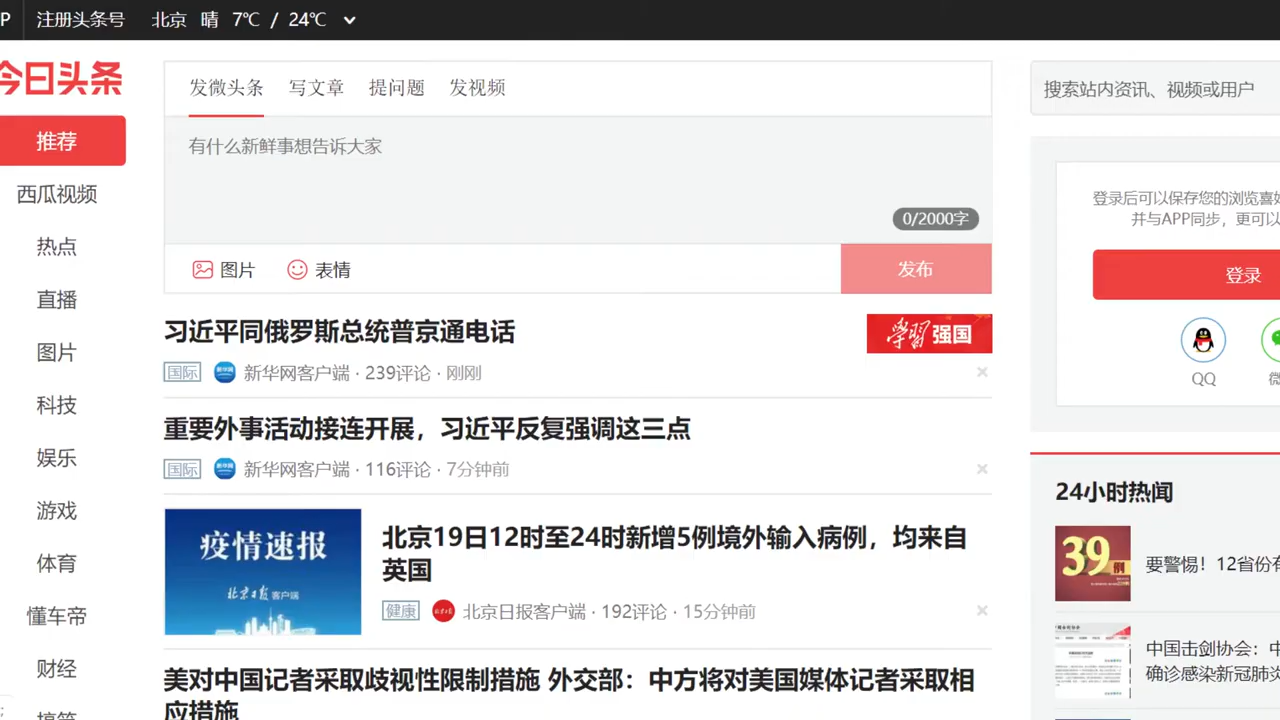 P 注册头条号 北京 晴 7℃ / 24℃
今日头条
推荐
西瓜视频
热点
直播
图片
科技
娱乐
游戏
体育
懂车帝
财经
搞笑
发微头条 写文章 提问题 发视频
有什么新鲜事想告诉大家
0/2000字
图片 表情 发布
习近平同俄罗斯总统普京通电话
学习强国
国际 新华网客户端 · 239评论 · 刚刚
重要外事活动接连开展，习近平反复强调这三点
国际 新华网 新华网客户端 · 116评论 · 7分钟前
疫情速报
北京日报客户端
北京19日12时至24时新增5例境外输入病例，均来自
英国
健康 北京日报客户端 · 192评论 · 15分钟前
美对中国记者采取歧视性限制措施 外交部：中方将对美国媒体记者采取相
应措施
搜索站内资讯、视频或用户
登录后可以保存您的浏览喜
并与APP同步，更可以
登录
QQ
24小时热闻
39例
要警惕！12省份
中国击剑协会：
确诊感染新冠肺